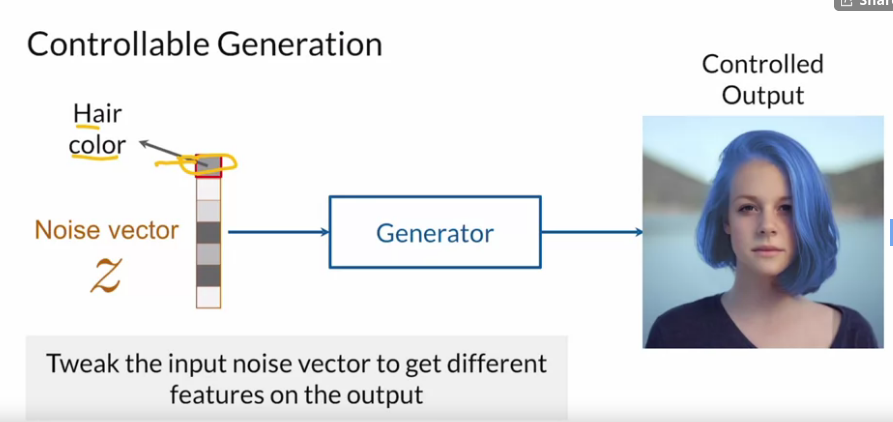 Controllable Generation
Hair
color
Noise vector
z
Generator
Controlled
Output
Tweak the input noise vector to get different
features on the output